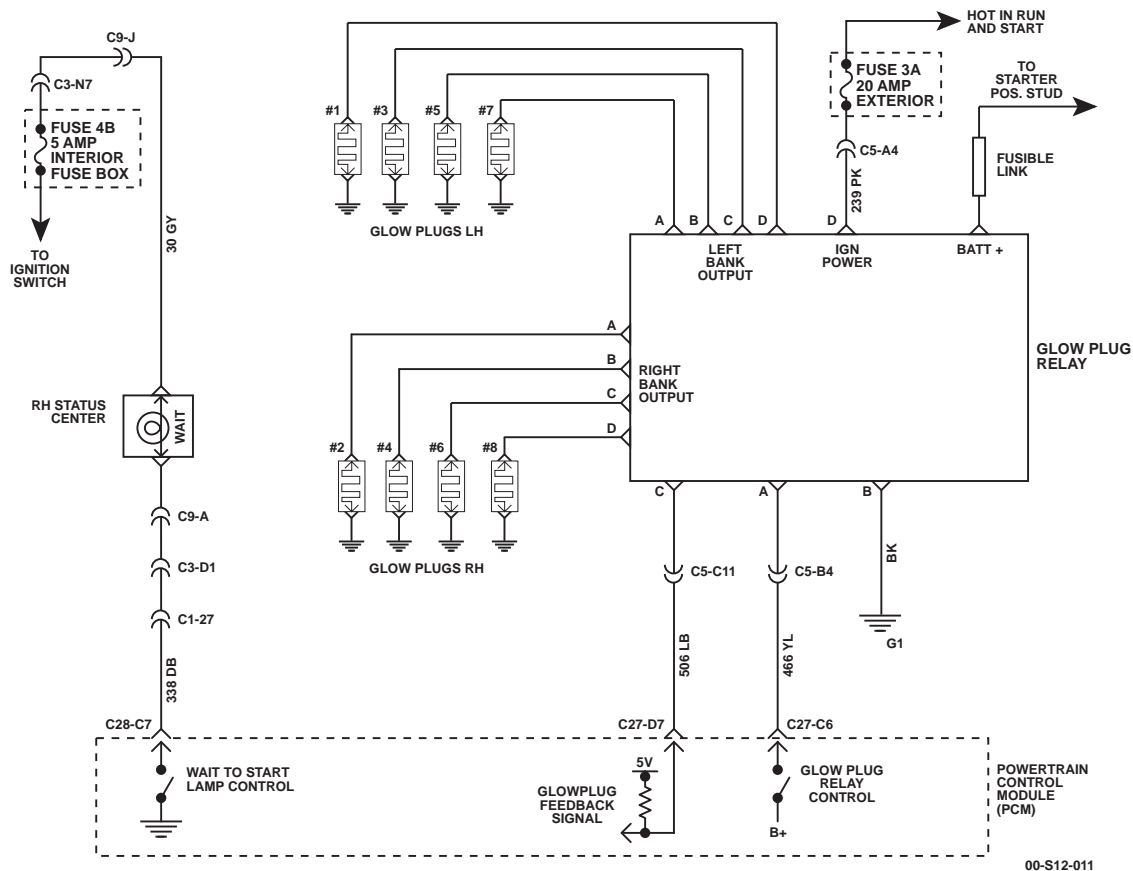 C9-J
C3-N7
FUSE 4B
5 AMP
INTERIOR
FUSE BOX
TO
IGNITION
SWITCH
30 GY
RH STATUS
CENTER
WAIT
C9-A
C3-D1
C1-27
338 DB
C28-C7
WAIT TO START
LAMP CONTROL
#1
#3
#5
#7
GLOW PLUGS LH
HOT IN RUN
AND START
FUSE 3A
20 AMP
EXTERIOR
C5-A4
239 PK
TO
STARTER
POS. STUD
FUSIBLE
LINK
A
B
C
D
D
LEFT
BANK
OUTPUT
IGN
POWER
BATT +
GLOW PLUG
RELAY
A
B
C
D
RIGHT
BANK
OUTPUT
#2
#4
#6
#8
GLOW PLUGS RH
C
A
B
C5-C11
C5-B4
BK
G1
506 LB
466 YL
C27-D7
C27-C6
5V
GLOWPLUG
FEEDBACK
SIGNAL
GLOW PLUG
RELAY
CONTROL
B+
POWERTRAIN
CONTROL
MODULE
(PCM)
00-S12-011